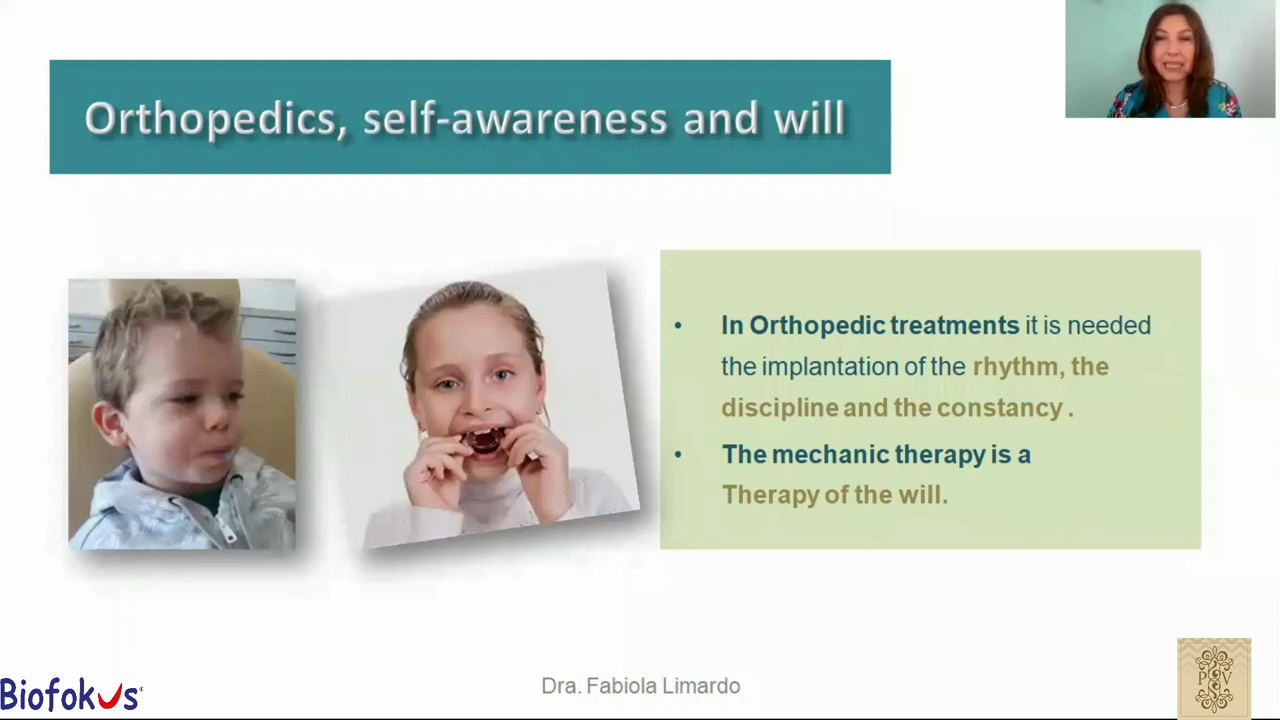 Orthopedics, self-awareness and will
• In Orthopedic treatments it is needed
the implantation of the rhythm, the
discipline and the constancy .
• The mechanic therapy is a
Therapy of the will.
Dra. Fabiola Limardo
Biofokus
P V